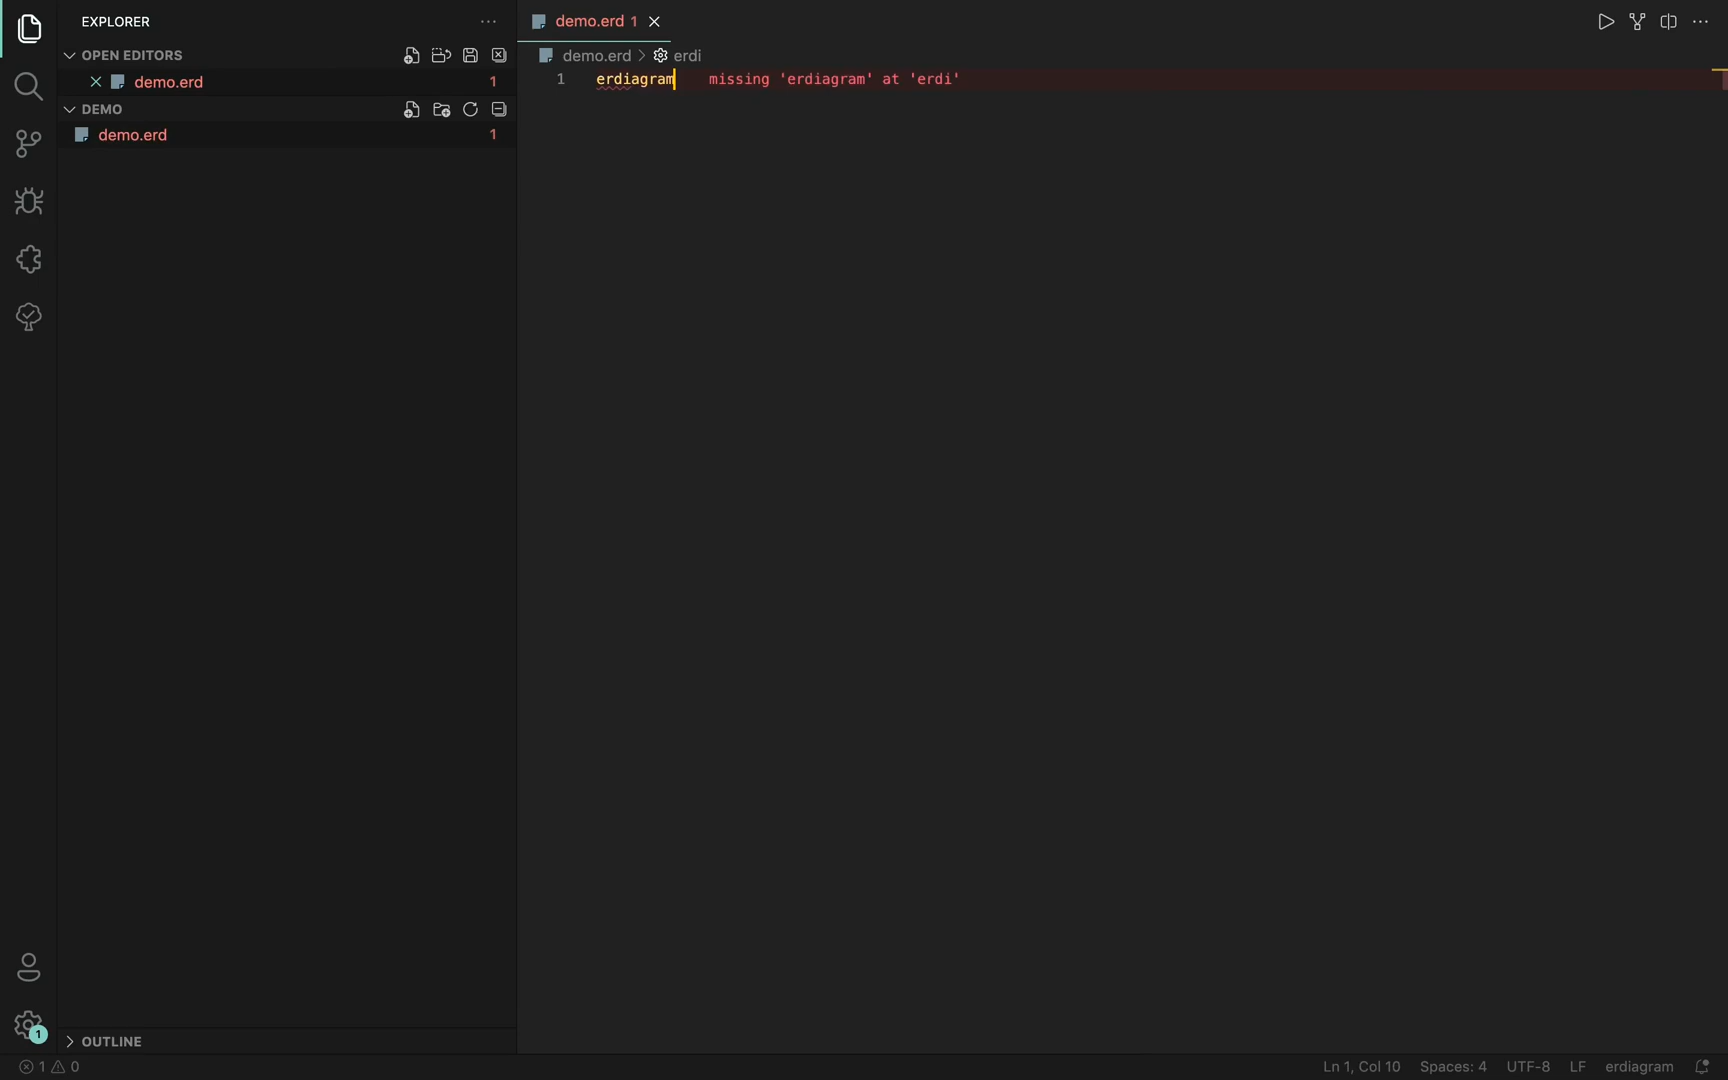 EXPLORER
OPEN EDITORS
demo.erd 1
DEMO
demo.erd 1
OUTLINE
demo.erd 1
demo.erd > erdi
1 erdiagram missing 'erdiagram' at 'erdi'
1
1 0
Ln 1, Col 10 Spaces: 4 UTF-8 LF erdiagram